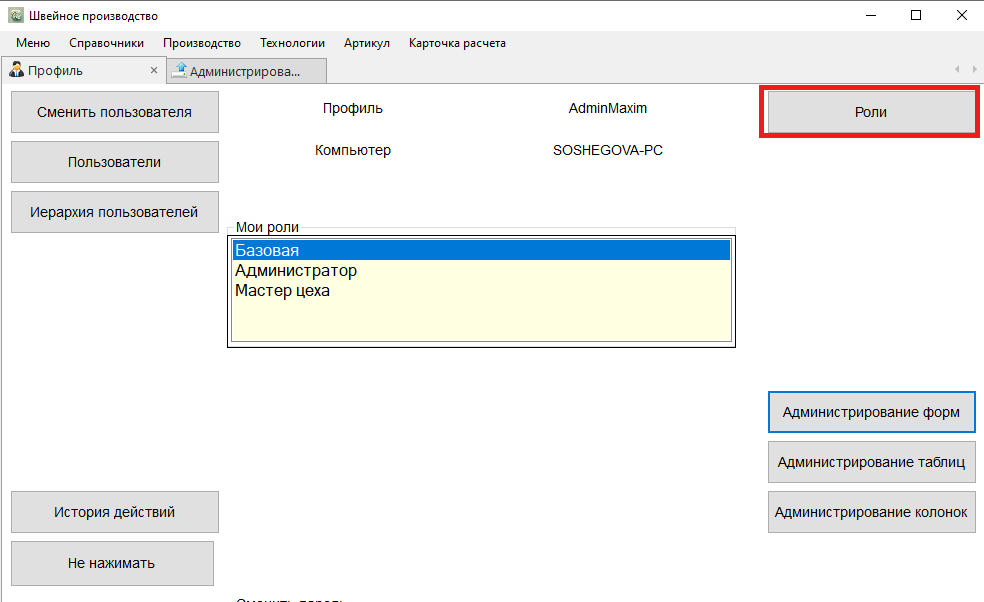 Швейное производство
Меню Справочники Производство Технологии Артикул Карточка расчета
Профиль Администрирова...
Сменить пользователя
Профиль AdminMaxim
Роли
Компьютер SOSHEGOVA-PC
Пользователи
Иерархия пользователей
Мои роли
Базовая
Администратор
Мастер цеха
Администрирование форм
Администрирование таблиц
История действий
Администрирование колонок
Не нажимать